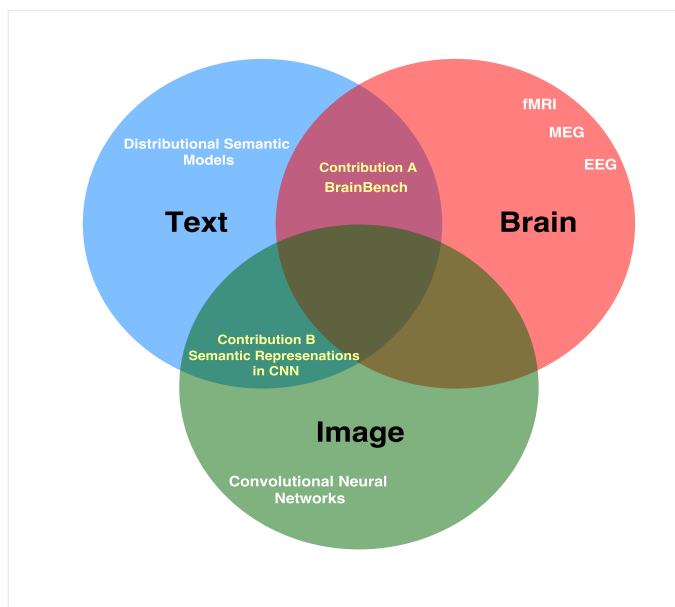 fMRI
MEG
EEG
Distributional Semantic
Models
Contribution A
BrainBench
Text
Brain
Contribution B
Semantic Represenations
in CNN
Image
Convolutional Neural
Networks